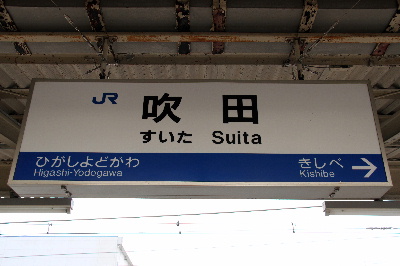 JR 吹田
すいた Suita
ひがしよどがわ きしべ
Higashi-Yodogawa Kishibe →